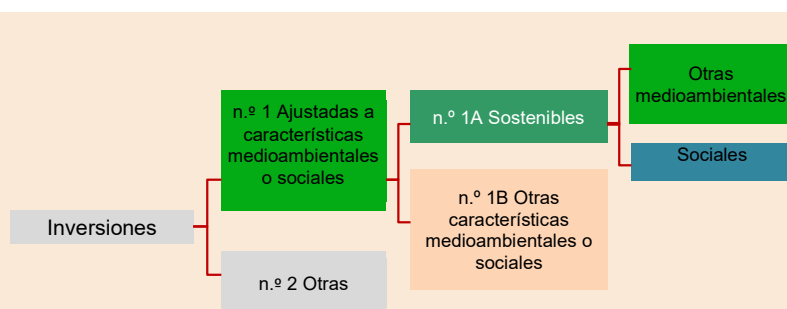 Inversiones
n.º 1 Ajustadas a
características
medioambientales
o sociales
n.º 2 Otras
n.º 1A Sostenibles
n.º 1B Otras
características
medioambientales o
sociales
Otras
medioambientales
Sociales